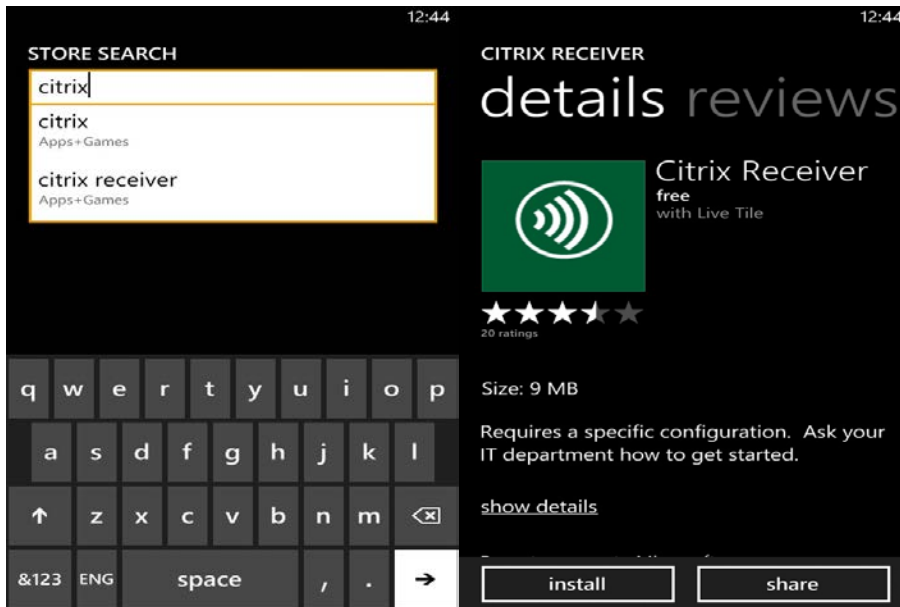 12:44
STORE SEARCH
citrix
citrix
Apps+Games
citrix receiver
Apps+Games
q w e r t y u i o p
a s d f g h j k l
z x c v b n m
&123 ENG space , .
12:44
CITRIX RECEIVER
details reviews
Citrix Receiver
free
with Live Tile
20 ratings
Size: 9 MB
Requires a specific configuration. Ask your
IT department how to get started.
show details
install share